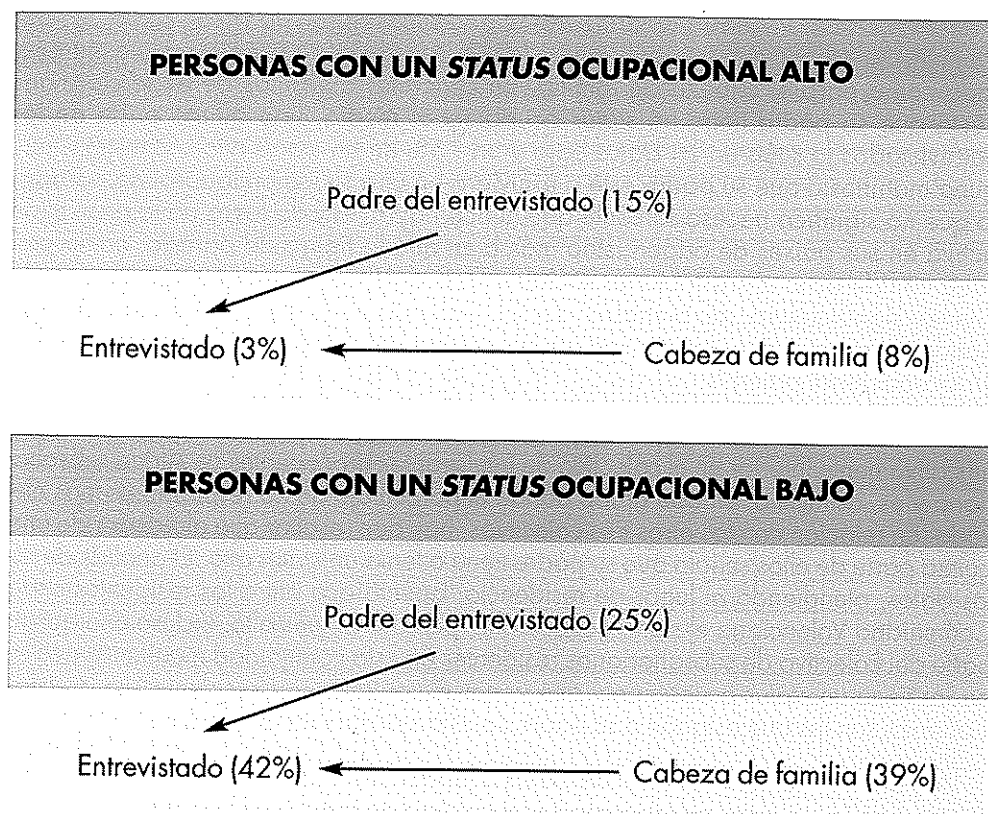 PERSONAS CON UN STATUS OCUPACIONAL ALTO
Padre del entrevistado (15%)
Entrevistado (3%)
Cabeza de familia (8%)
PERSONAS CON UN STATUS OCUPACIONAL BAJO
Padre del entrevistado (25%)
Entrevistado (42%)
Cabeza de familia (39%)